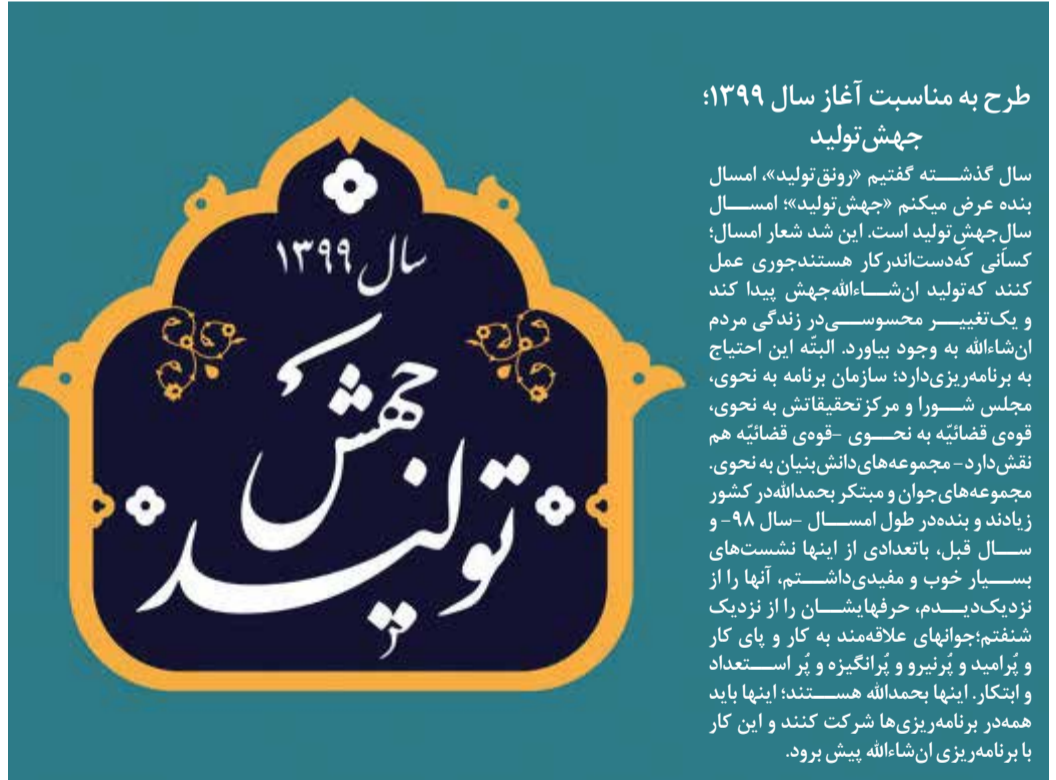 طرح به مناسبت آغاز سال ۱۳۹۹؛
جهش‌تولید
سال گذشـــته گفتیم «رونق‌تولید»، امسال
بنده عرض میکنم «جهش‌تولید»؛ امســـال
سالِ‌جهش‌تولید است. این شد شعار امسال؛
کسانی که‌دست‌اندرکار هستندجوری عمل
کنند که‌تولید ان‌شـــاءالله‌جهش پیدا کند
و یک‌تغییـــر محسوســـی‌در زندگی مردم
ان‌شاءالله به وجود بیاورد. البتّه این احتیاج
به برنامه‌ریزی‌دارد؛ سازمان برنامه به نحوی،
مجلس شـــورا و مرکزتحقیقاتش به نحوی،
قوه‌ی قضائیّه به نحـــوی -قوه‌ی قضائیّه هم
نقش‌دارد- مجموعه‌های‌دانش‌بنیان به نحوی.
مجموعه‌های‌جوان و مبتکر بحمدالله‌در کشور
زیادند و بنده‌در طول امســـال -سال ۹۸- و
ســـال قبل، باتعدادی از اینها نشست‌های
بســـیار خوب و مفیدی‌داشـــتم، آنها را از
نزدیک‌دیـــدم، حرفهایشـــان را از نزدیک
شنفتم؛جوانهای علاقه‌مند به کار و پای کار
و پُرامید و پُرنیرو و پُرانگیزه و پُر اســـتعداد
و ابتکار. اینها بحمدالله هســـتند؛ اینها باید
همه‌در برنامه‌ریزی‌ها شرکت کنند و این کار
با برنامه‌ریزی ان‌شاءالله پیش برود.
سال ۱۳۹۹
جهش
تولید